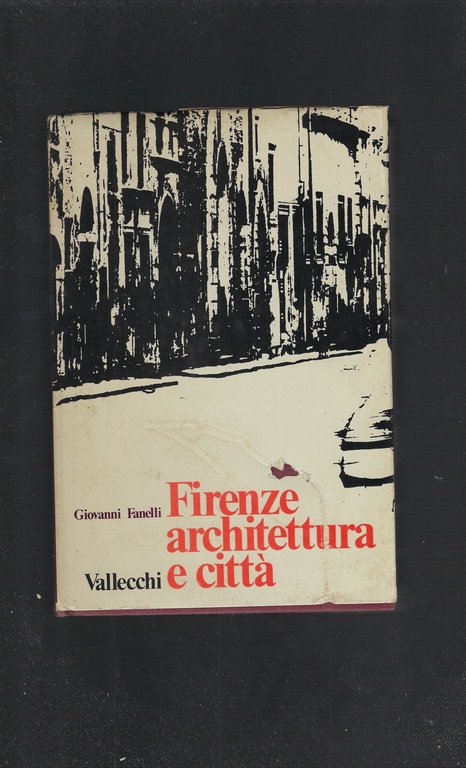 Giovanni Fanelli
Firenze
architettura
e città
Vallecchi